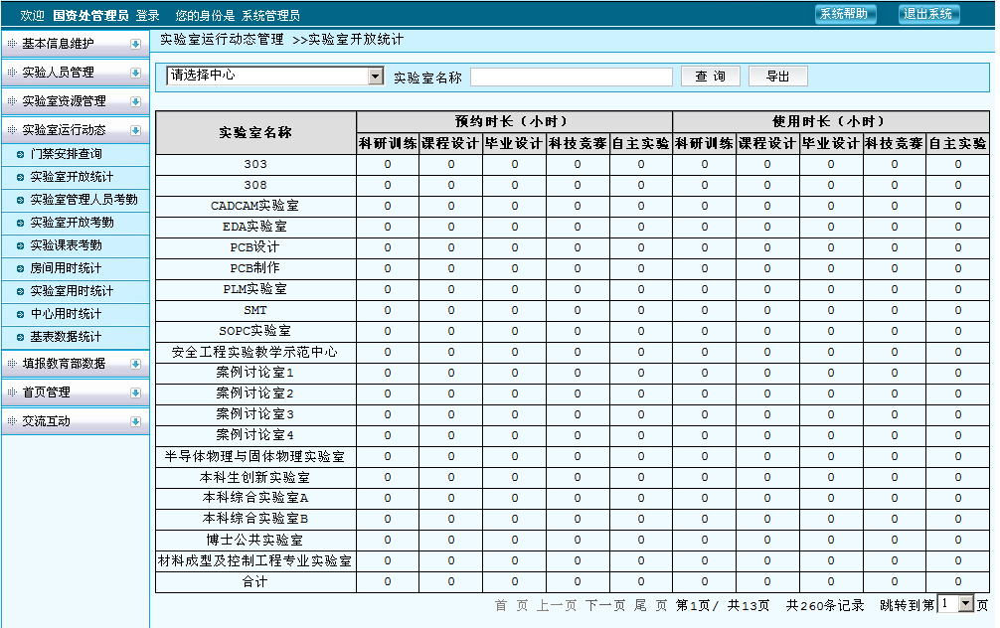 欢迎 国资处管理员 登录 您的身份是 系统管理员 系统帮助 退出系统
基本信息维护
实验人员管理
实验室资源管理
实验室运行动态
门禁安排查询
实验室开放统计
实验室管理人员考勤
实验室开放考勤
实验课表考勤
房间用时统计
实验室用时统计
中心用时统计
基表数据统计
填报教育部数据
首页管理
交流互动
实验室运行动态管理 >>实验室开放统计
请选择中心 实验室名称 查 询 导出
实验室名称 预约时长（小时） 使用时长（小时）
科研训练 课程设计 毕业设计 科技竞赛 自主实验 科研训练 课程设计 毕业设计 科技竞赛 自主实验
303 0 0 0 0 0 0 0 0 0 0
308 0 0 0 0 0 0 0 0 0 0
CADCAM实验室 0 0 0 0 0 0 0 0 0 0
EDA实验室 0 0 0 0 0 0 0 0 0 0
PCB设计 0 0 0 0 0 0 0 0 0 0
PCB制作 0 0 0 0 0 0 0 0 0 0
PLM实验室 0 0 0 0 0 0 0 0 0 0
SMT 0 0 0 0 0 0 0 0 0 0
SOPC实验室 0 0 0 0 0 0 0 0 0 0
安全工程实验教学示范中心 0 0 0 0 0 0 0 0 0 0
案例讨论室1 0 0 0 0 0 0 0 0 0 0
案例讨论室2 0 0 0 0 0 0 0 0 0 0
案例讨论室3 0 0 0 0 0 0 0 0 0 0
案例讨论室4 0 0 0 0 0 0 0 0 0 0
半导体物理与固体物理实验室 0 0 0 0 0 0 0 0 0 0
本科生创新实验室 0 0 0 0 0 0 0 0 0 0
本科综合实验室A 0 0 0 0 0 0 0 0 0 0
本科综合实验室B 0 0 0 0 0 0 0 0 0 0
博士公共实验室 0 0 0 0 0 0 0 0 0 0
材料成型及控制工程专业实验室 0 0 0 0 0 0 0 0 0 0
合计 0 0 0 0 0 0 0 0 0 0
首 页 上一页 下一页 尾 页 第1页/ 共13页 共260条记录 跳转到第 1 页